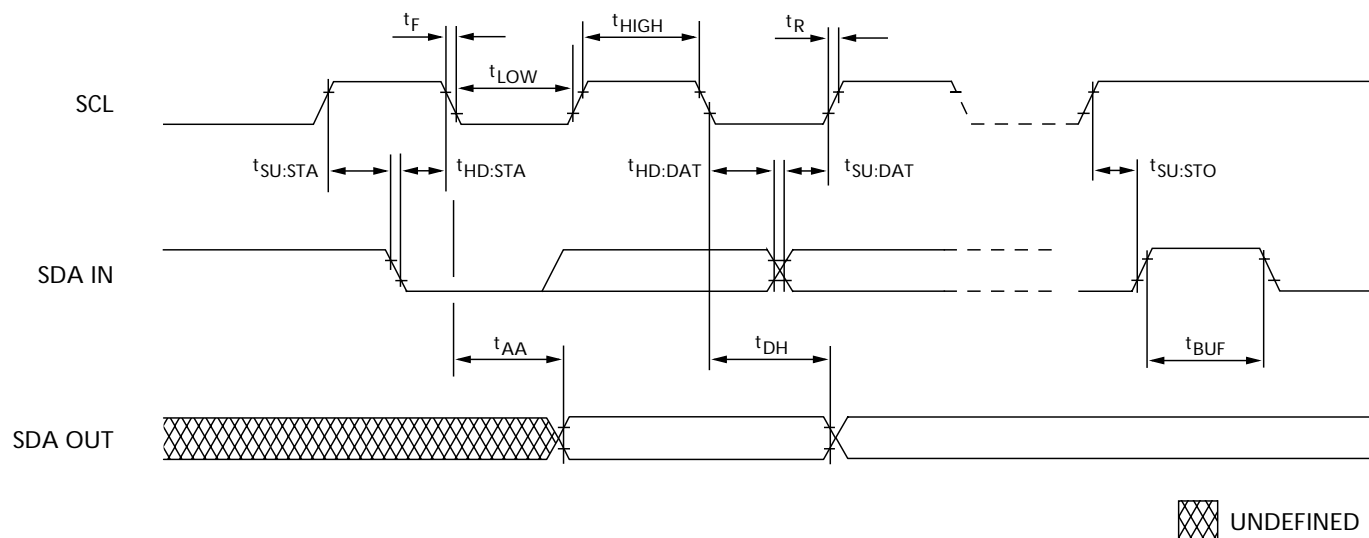 tF
tHIGH
tR
tLOW
SCL
tSU:STA
tHD:STA
tHD:DAT
tSU:DAT
tSU:STO
SDA IN
tAA
tDH
tBUF
SDA OUT
UNDEFINED